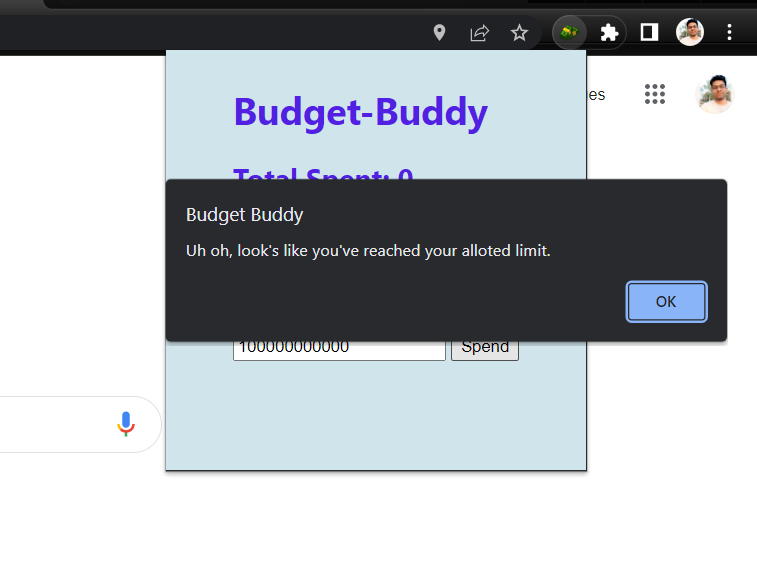 es
Budget-Buddy
Total Spent: 0
Budget Buddy
Uh oh, look's like you've reached your alloted limit.
OK
100000000000 Spend